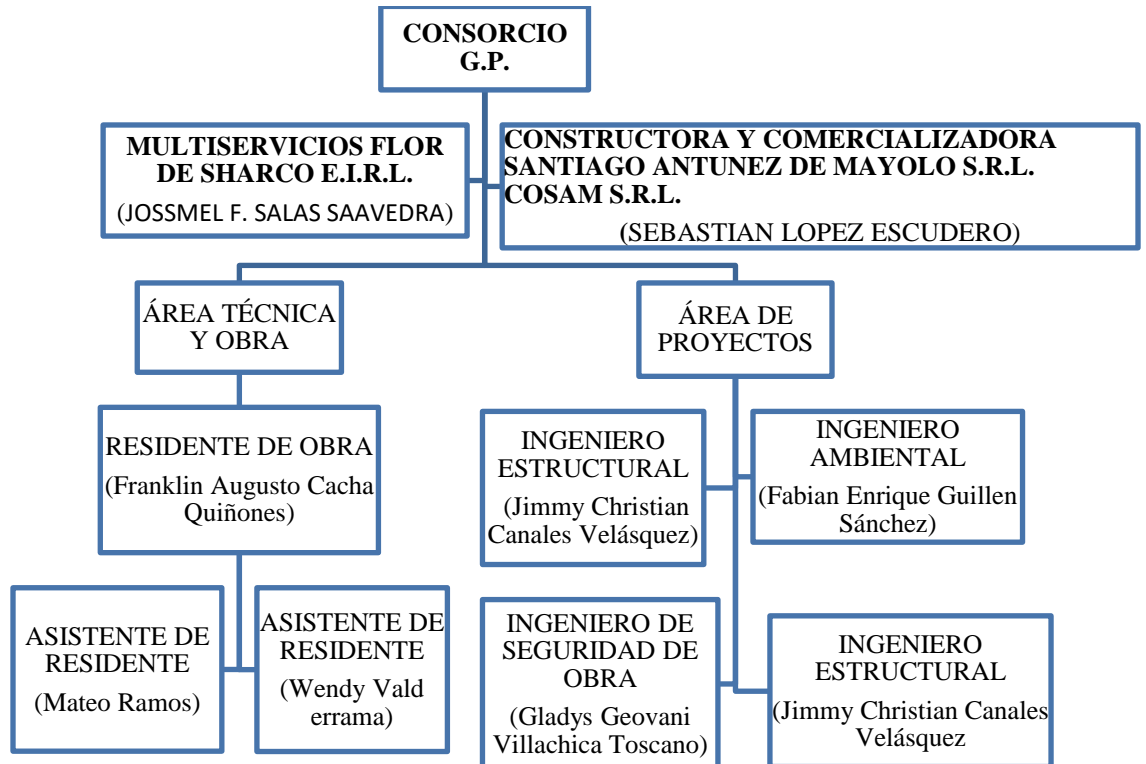 CONSORCIO
G.P.
MULTISERVICIOS FLOR
DE SHARCO E.I.R.L.
(JOSSMEL F. SALAS SAAVEDRA)
CONSTRUCTORA Y COMERCIALIZADORA
SANTIAGO ANTUNEZ DE MAYOLO S.R.L.
COSAM S.R.L.
(SEBASTIAN LOPEZ ESCUDERO)
ÁREA TÉCNICA
Y OBRA
ÁREA DE
PROYECTOS
RESIDENTE DE OBRA
(Franklin Augusto Cacha
Quiñones)
INGENIERO
ESTRUCTURAL
(Jimmy Christian
Canales Velásquez)
INGENIERO
AMBIENTAL
(Fabian Enrique Guillen
Sánchez)
ASISTENTE DE
RESIDENTE
(Mateo Ramos)
ASISTENTE DE
RESIDENTE
(Wendy Vald
errama)
INGENIERO DE
SEGURIDAD DE
OBRA
(Gladys Geovani
Villachica Toscano)
INGENIERO
ESTRUCTURAL
(Jimmy Christian Canales
Velásquez